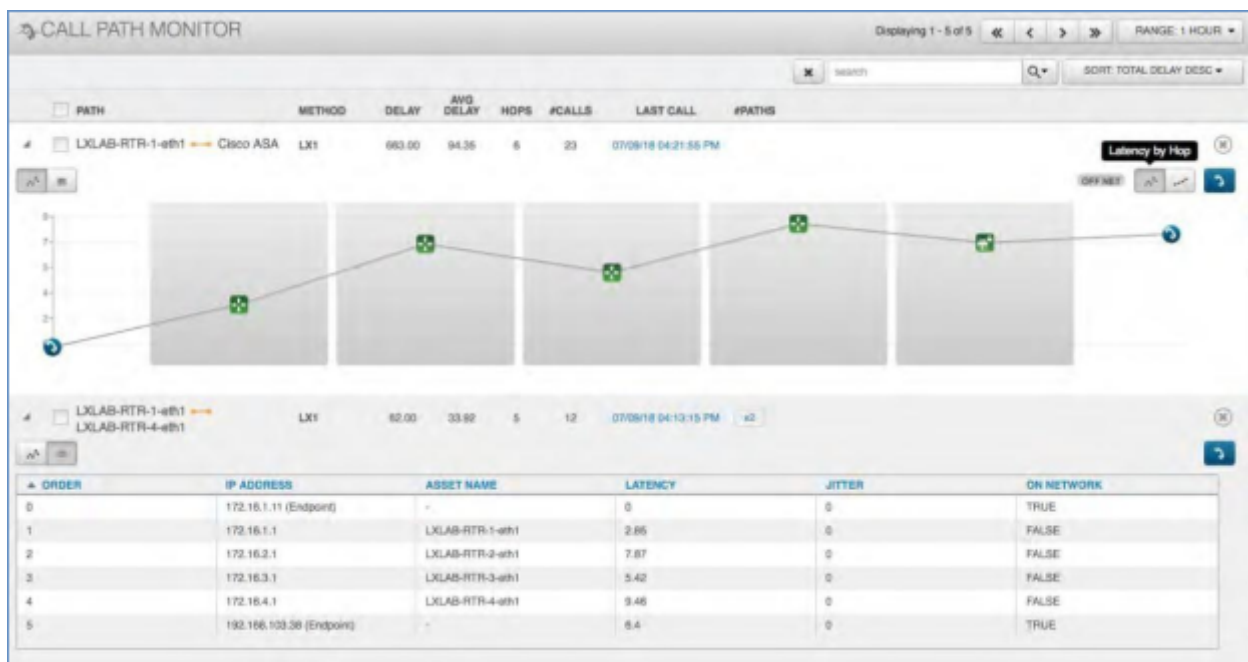 CALL PATH MONITOR
Displaying 1 - 5 of 5
RANGE: 1 HOUR
search
SORT: TOTAL DELAY DESC
PATH METHOD DELAY AVG DELAY HOPS #CALLS LAST CALL #PATHS
LXLAB-RTR-1-eth1 Cisco ASA LX1 663.00 94.35 6 23 07/09/18 04:21:55 PM
Latency by Hop
OFF NET
8
7
5
4
2
LXLAB-RTR-1-eth1
LXLAB-RTR-4-eth1
LX1 62.00 33.92 5 12 07/09/18 04:13:15 PM x2
ORDER IP ADDRESS ASSET NAME LATENCY JITTER ON NETWORK
0 172.16.1.11 (Endpoint) - 0 0 TRUE
1 172.16.1.1 LXLAB-RTR-1-eth1 2.85 0 FALSE
2 172.16.2.1 LXLAB-RTR-2-eth1 7.87 0 FALSE
3 172.16.3.1 LXLAB-RTR-3-eth1 5.42 0 FALSE
4 172.16.4.1 LXLAB-RTR-4-eth1 9.46 0 FALSE
5 192.168.103.38 (Endpoint) - 6.4 0 TRUE